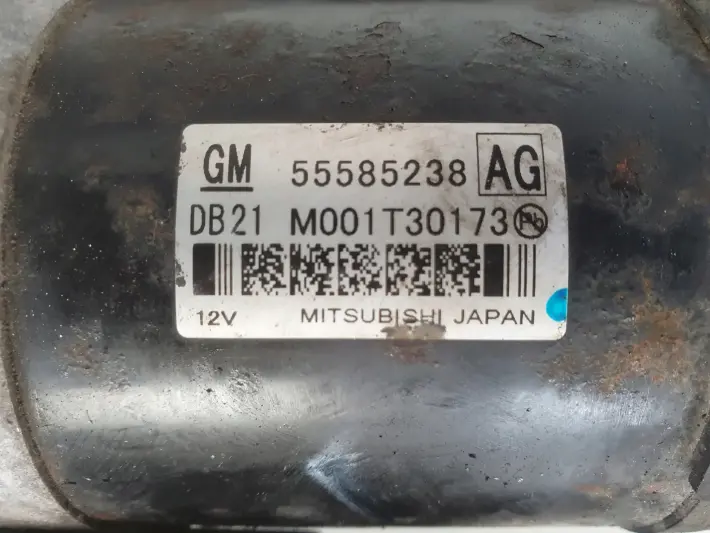 GM 55585238 AG
DB21 M001T30173 Pb
12V MITSUBISHI JAPAN